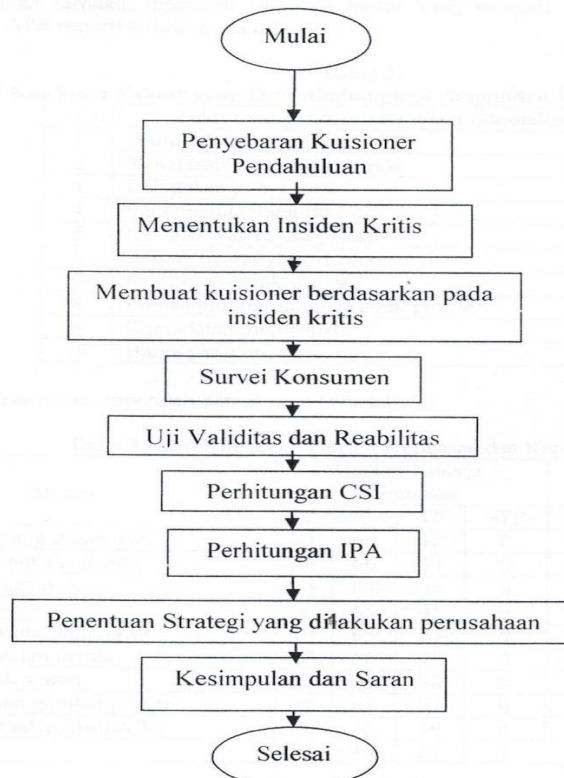 Mulai
Penyebaran Kuisioner
Pendahuluan
Menentukan Insiden Kritis
Membuat kuisioner berdasarkan pada
insiden kritis
Survei Konsumen
Uji Validitas dan Reabilitas
Perhitungan CSI
Perhitungan IPA
Penentuan Strategi yang dilakukan perusahaan
Kesimpulan dan Saran
Selesai